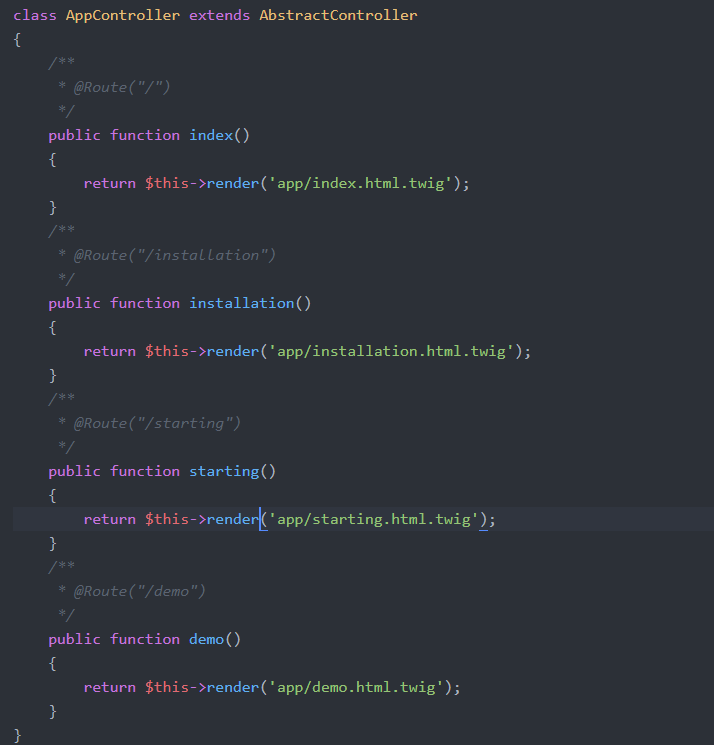 class AppController extends AbstractController
{
    /**
     * @Route("/")
     */
    public function index()
    {
        return $this->render('app/index.html.twig');
    }
    /**
     * @Route("/installation")
     */
    public function installation()
    {
        return $this->render('app/installation.html.twig');
    }
    /**
     * @Route("/starting")
     */
    public function starting()
    {
        return $this->render('app/starting.html.twig');
    }
    /**
     * @Route("/demo")
     */
    public function demo()
    {
        return $this->render('app/demo.html.twig');
    }
}